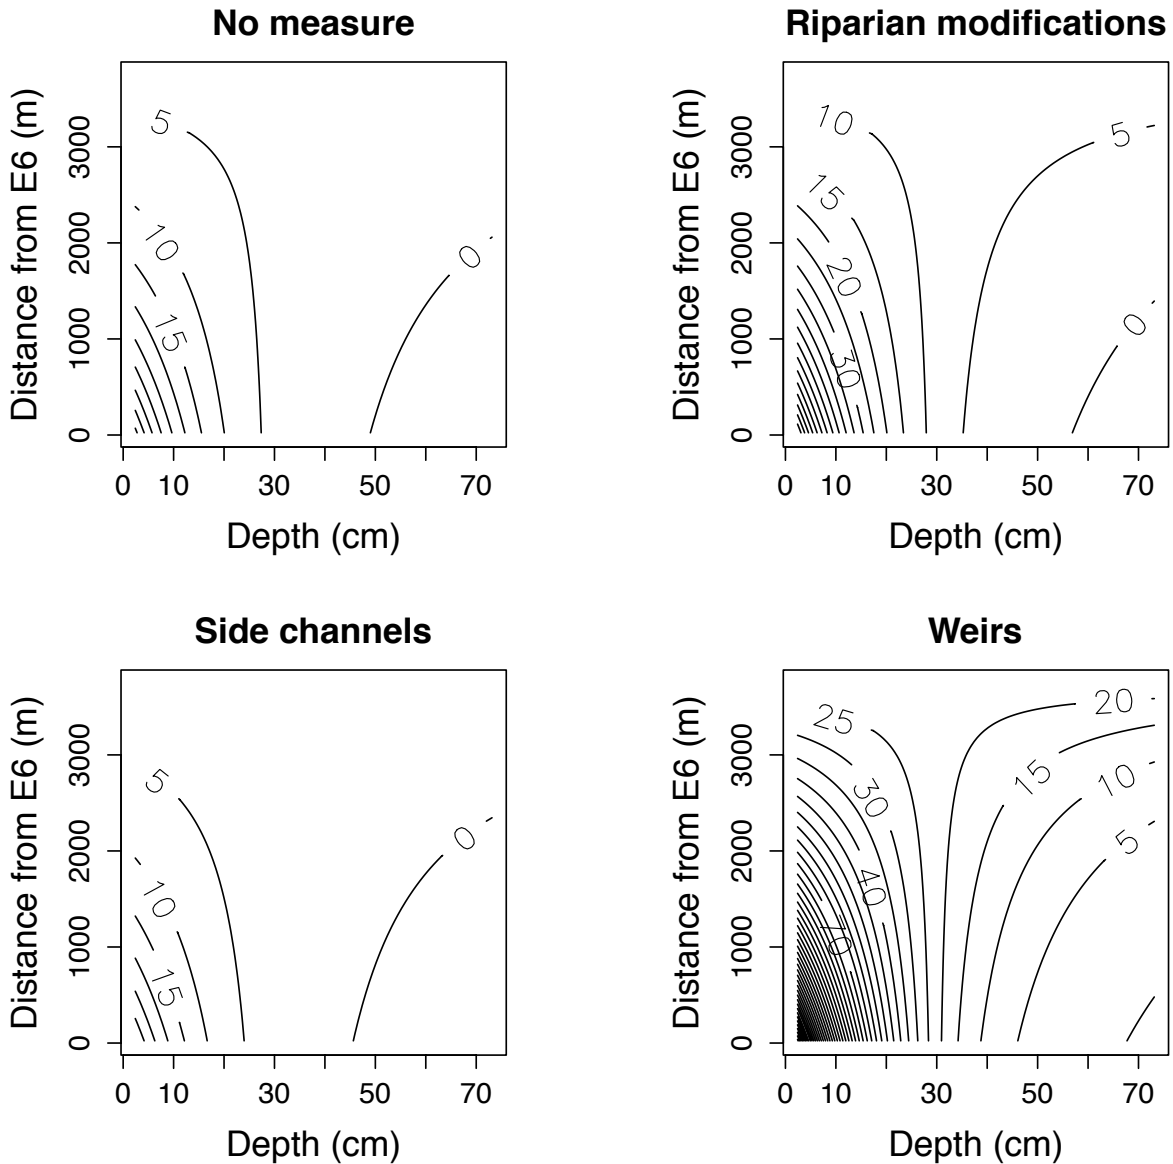 No measure
5
10
15
0
Distance from E6 (m)
3000
2000
1000
0
0 10 30 50 70
Depth (cm)
Riparian modifications
10
5
15
20
30
0
Distance from E6 (m)
3000
2000
1000
0
0 10 30 50 70
Depth (cm)
Side channels
5
10
15
0
Distance from E6 (m)
3000
2000
1000
0
0 10 30 50 70
Depth (cm)
Weirs
25
20
30
15
10
40
5
70
Distance from E6 (m)
3000
2000
1000
0
0 10 30 50 70
Depth (cm)